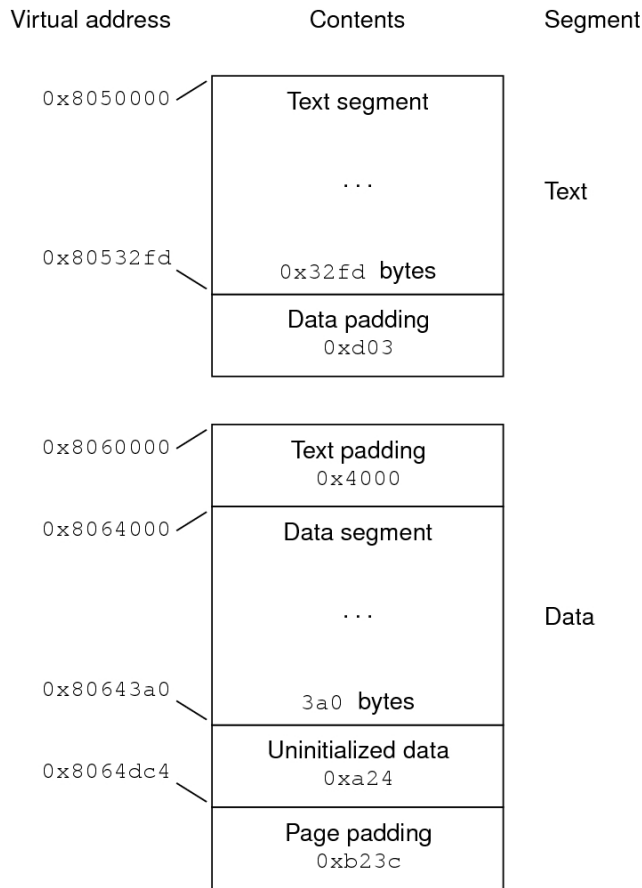 Virtual address Contents Segment
0x8050000
Text segment
...
Text
0x80532fd
0x32fd bytes
Data padding
0xd03
0x8060000
Text padding
0x4000
0x8064000
Data segment
...
Data
0x80643a0
3a0 bytes
Uninitialized data
0xa24
0x8064dc4
Page padding
0xb23c